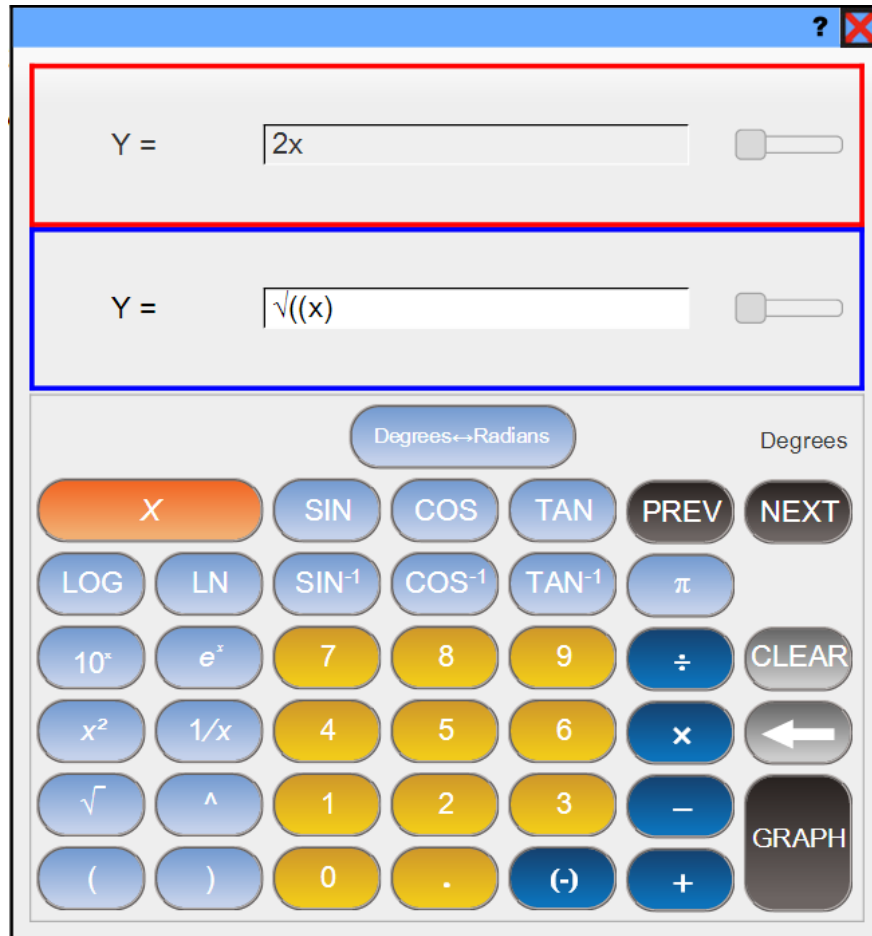 ?
Y = 2x
Y = √((x)
Degrees↔Radians Degrees
X SIN COS TAN PREV NEXT
LOG LN SIN⁻¹ COS⁻¹ TAN⁻¹ π
10ˣ eˣ 7 8 9 ÷ CLEAR
x² 1/x 4 5 6 ×
√ ^ 1 2 3 – GRAPH
( ) 0 . (-) +